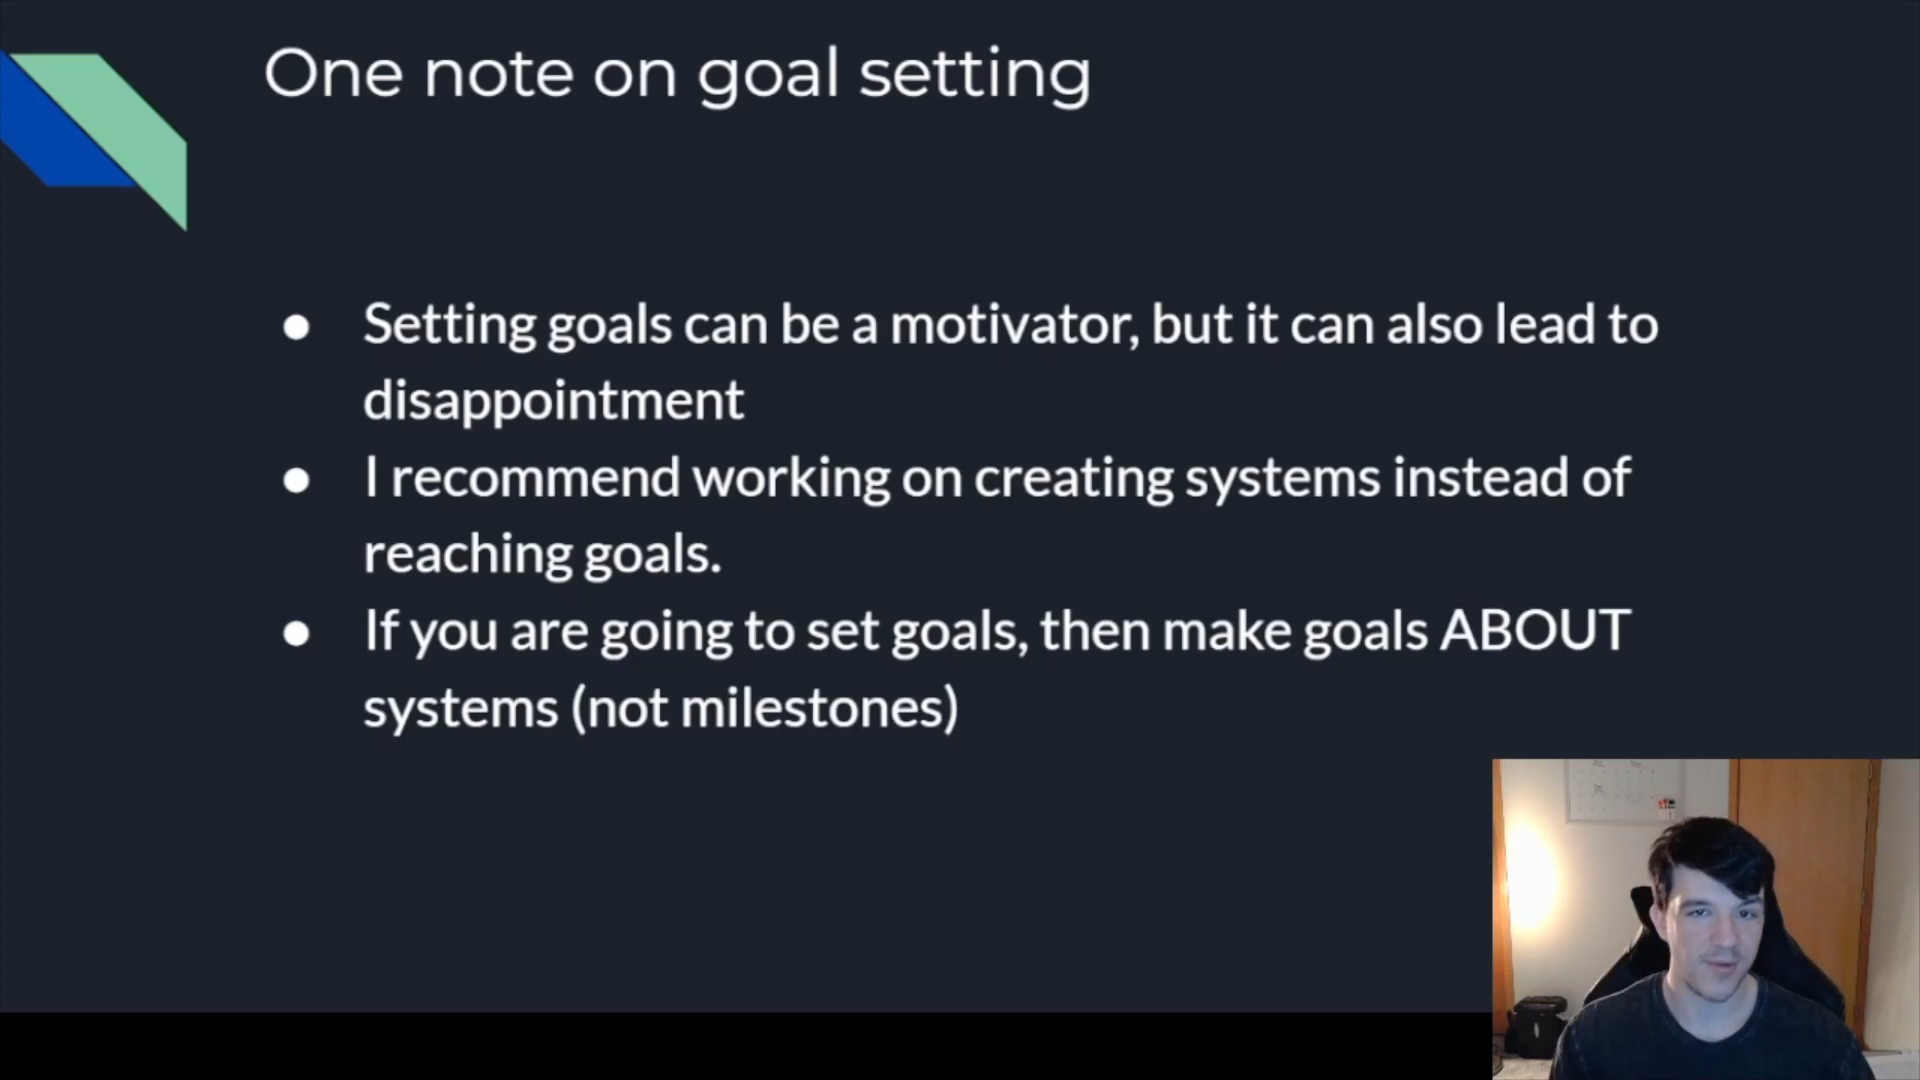 One note on goal setting
● Setting goals can be a motivator, but it can also lead to
disappointment
● I recommend working on creating systems instead of
reaching goals.
● If you are going to set goals, then make goals ABOUT
systems (not milestones)